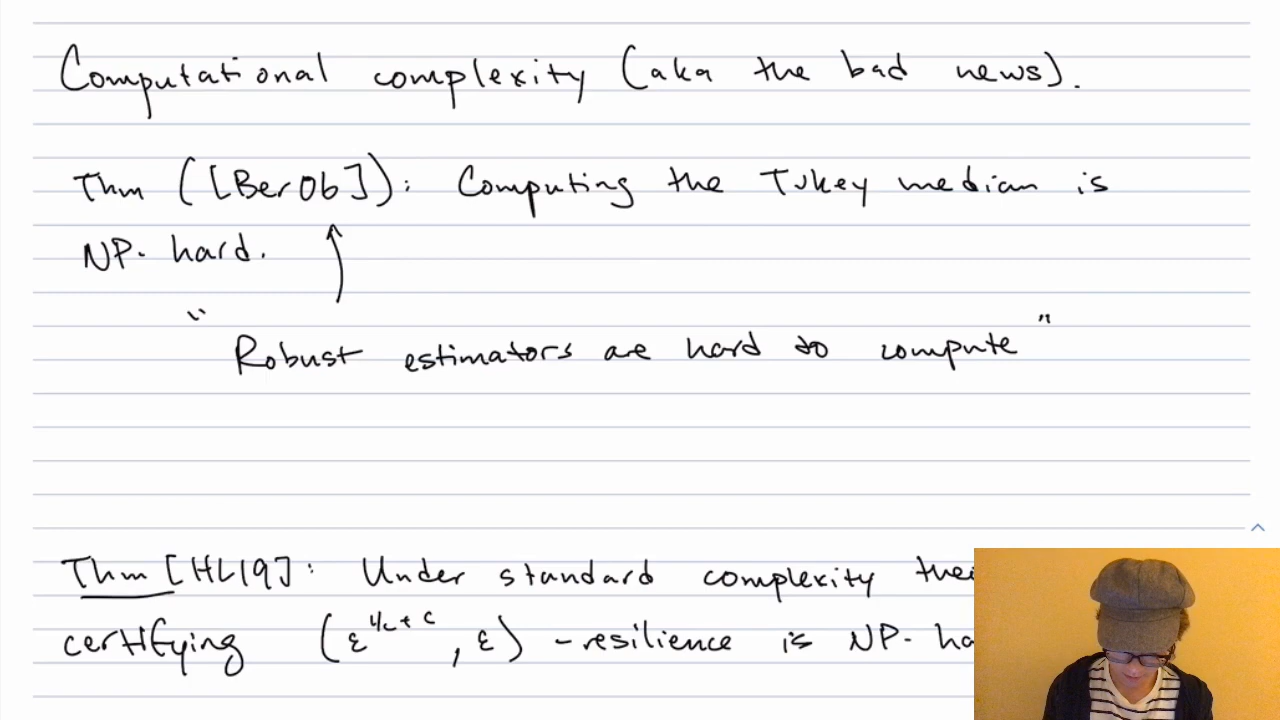 Computational complexity (aka the bad news).
Thm ([Ber06]): Computing the Tukey median is
NP-hard.
"Robust estimators are hard to compute"
Thm [HL19]: Under standard complexity
certifying (ε^{1/2+c}, ε)-resilience is NP-